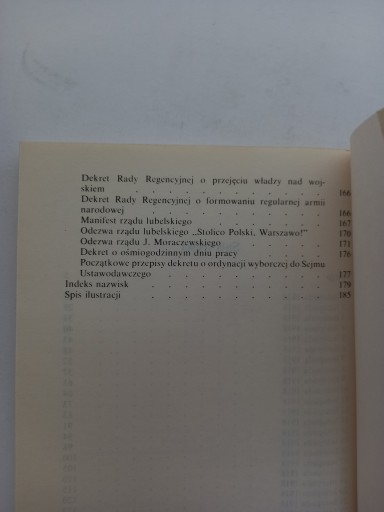 Dekret Rady Regencyjnej o przejęciu władzy nad woj-
skiem . . . . . . . . . . . . 166
Dekret Rady Regencyjnej o formowaniu regularnej armii
narodowej . . . . . . . . . . . . 166
Manifest rządu lubelskiego . . . . . . . . 167
Odezwa rządu lubelskiego „Stolico Polski, Warszawo!” . 170
Odezwa rządu J. Moraczewskiego . . . . . . 171
Dekret o ośmiogodzinnym dniu pracy . . . . . 176
Początkowe przepisy dekretu o ordynacji wyborczej do Sejmu
Ustawodawczego . . . . . . . . . . 177
Indeks nazwisk . . . . . . . . . . . 179
Spis ilustracji . . . . . . . . . . . 185